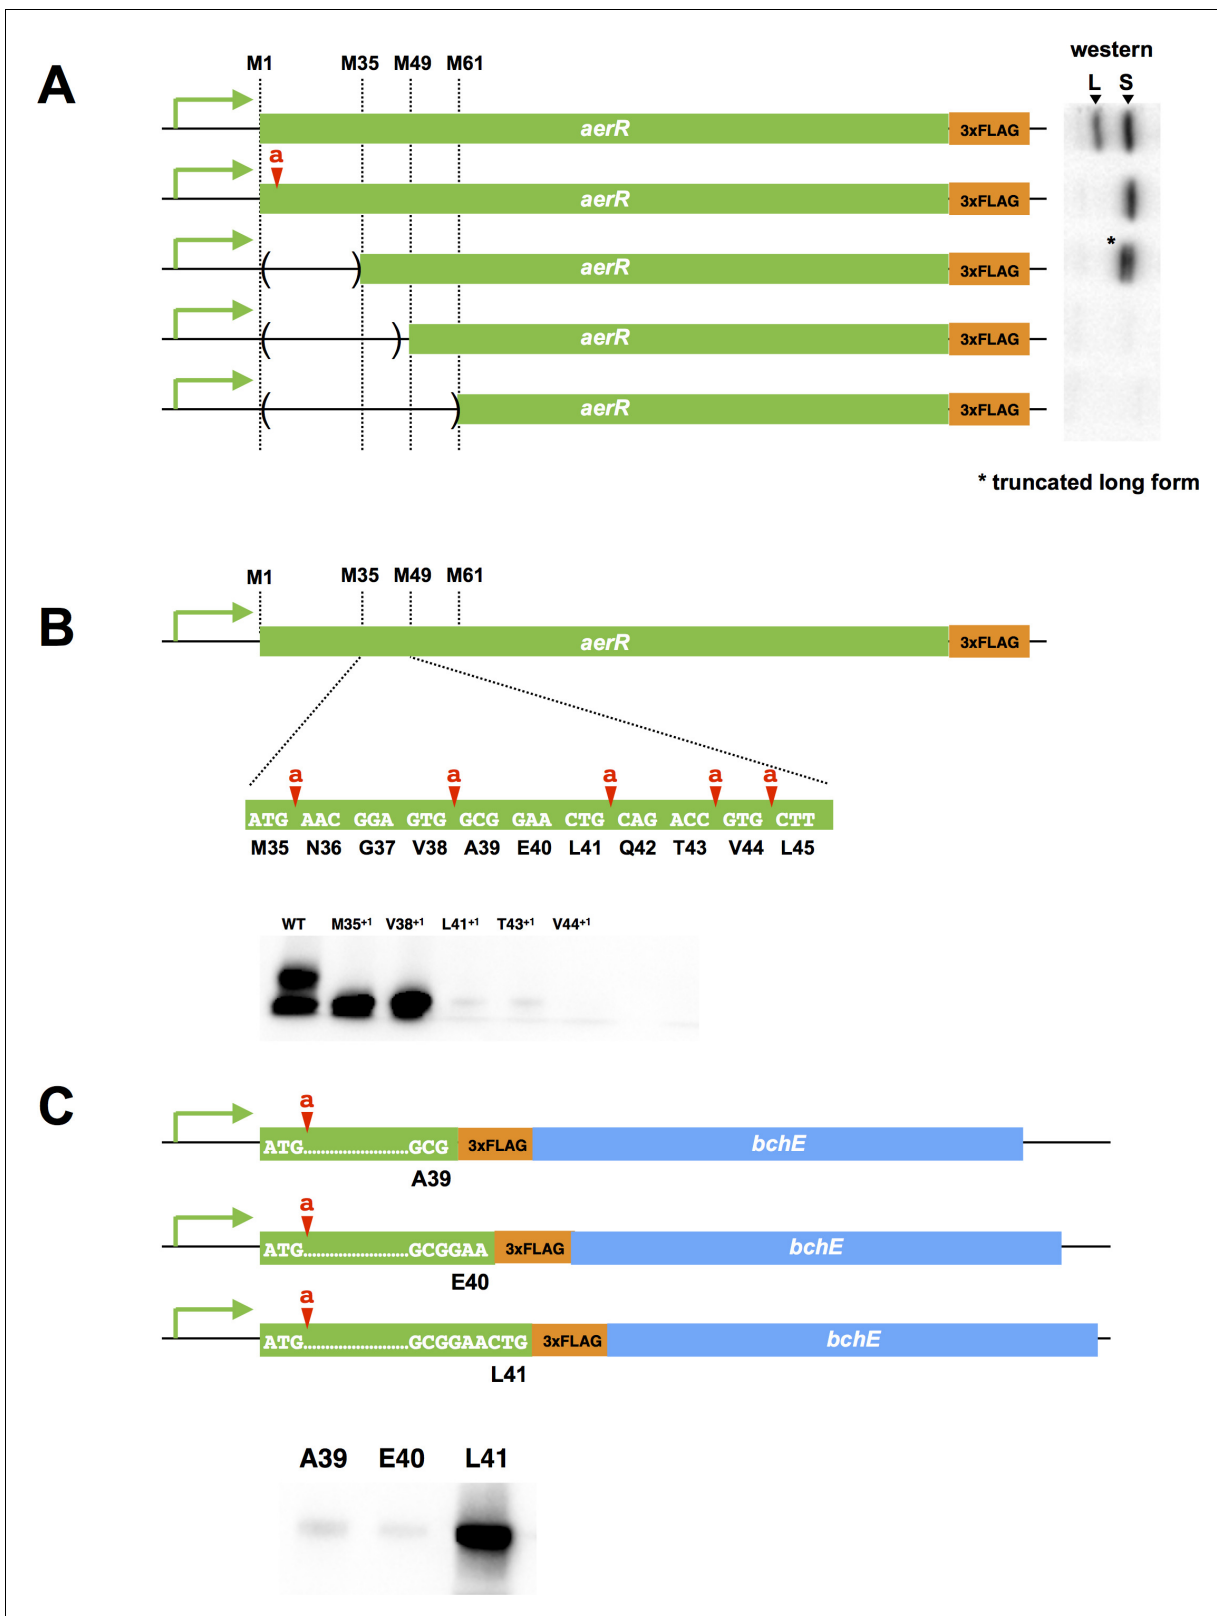 A
M1 M35 M49 M61
western
L S
aerR 3xFLAG
a
aerR 3xFLAG
*
aerR 3xFLAG
aerR 3xFLAG
aerR 3xFLAG
* truncated long form
B
M1 M35 M49 M61
aerR 3xFLAG
a a a a a
ATG AAC GGA GTG GCG GAA CTG CAG ACC GTG CTT
M35 N36 G37 V38 A39 E40 L41 Q42 T43 V44 L45
WT M35+1 V38+1 L41+1 T43+1 V44+1
C
a
ATG........................GCG 3xFLAG bchE
A39
a
ATG........................GCGGAA 3xFLAG bchE
E40
a
ATG........................GCGGAACTG 3xFLAG bchE
L41
A39 E40 L41